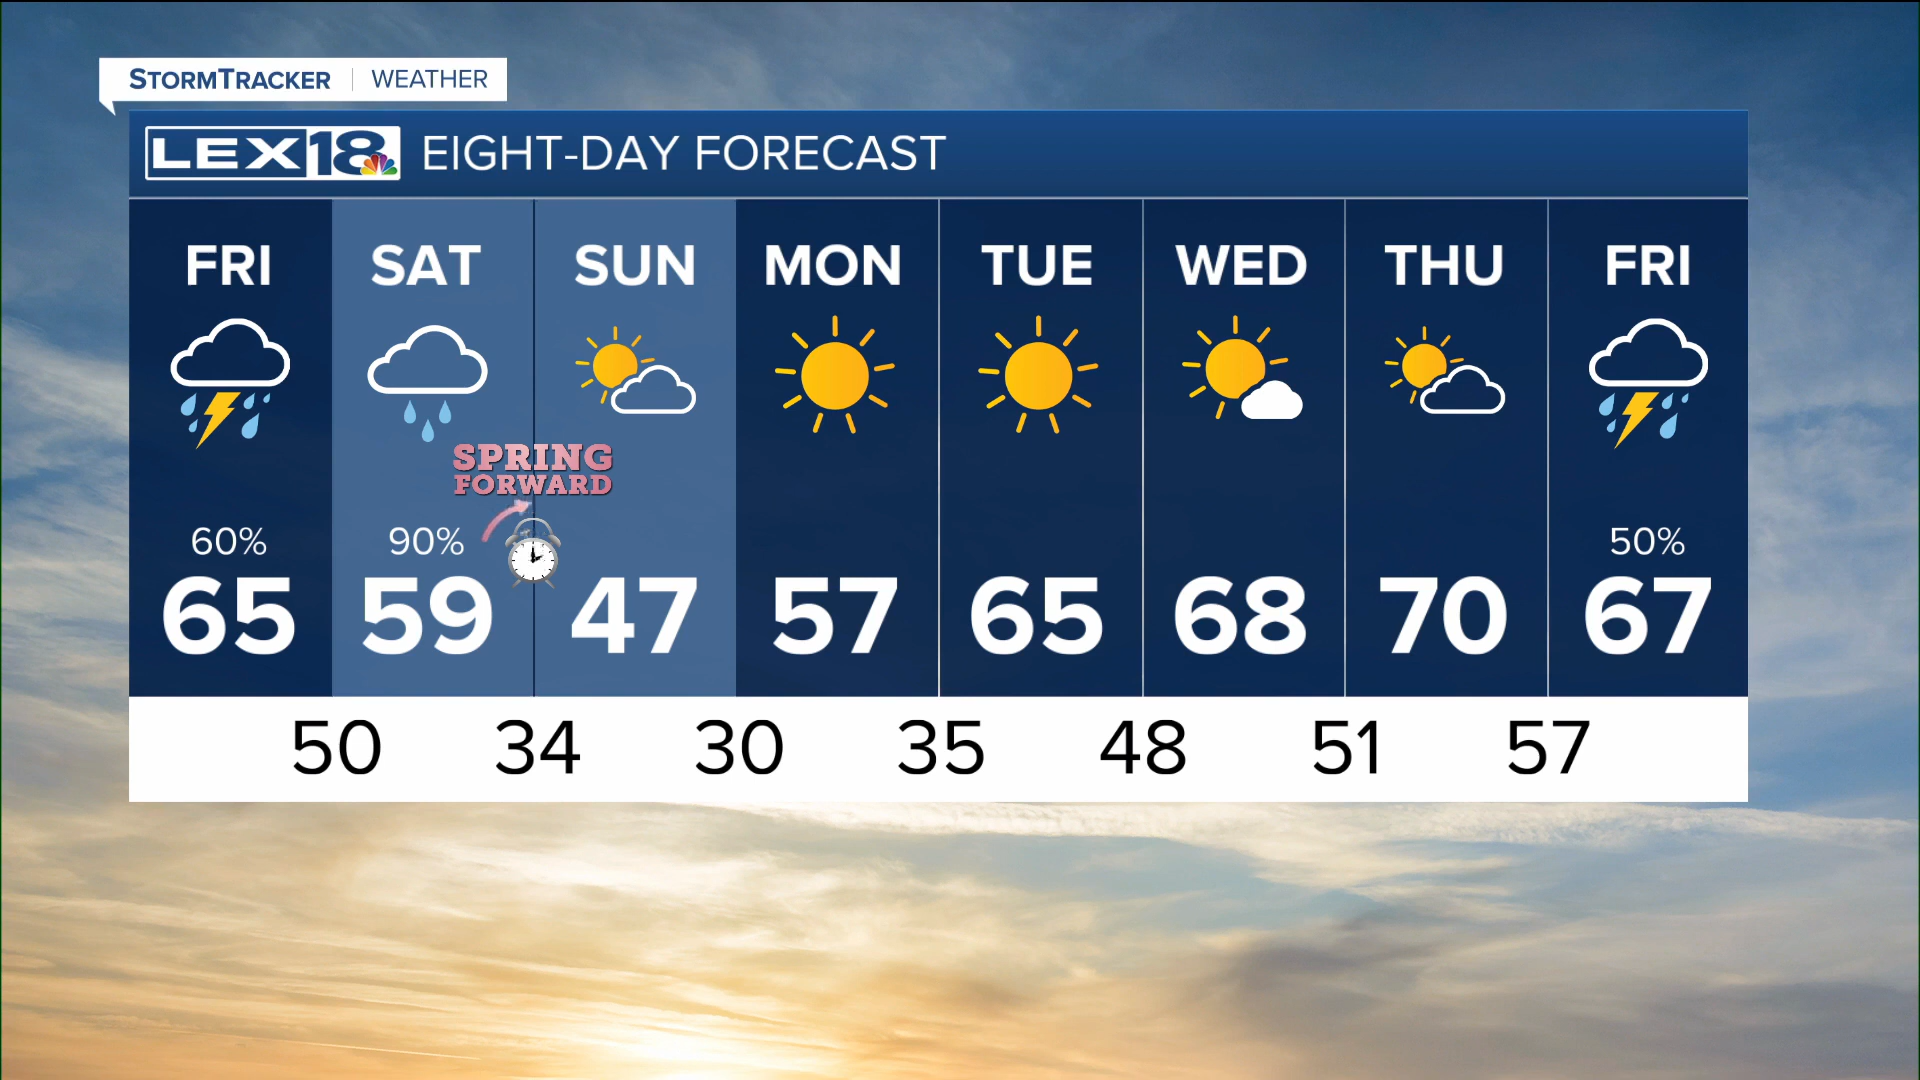 STORMTRACKER | WEATHER
LEX18 EIGHT-DAY FORECAST
FRI SAT SUN MON TUE WED THU FRI
SPRING
FORWARD
60% 90% 50%
65 59 47 57 65 68 70 67
50 34 30 35 48 51 57